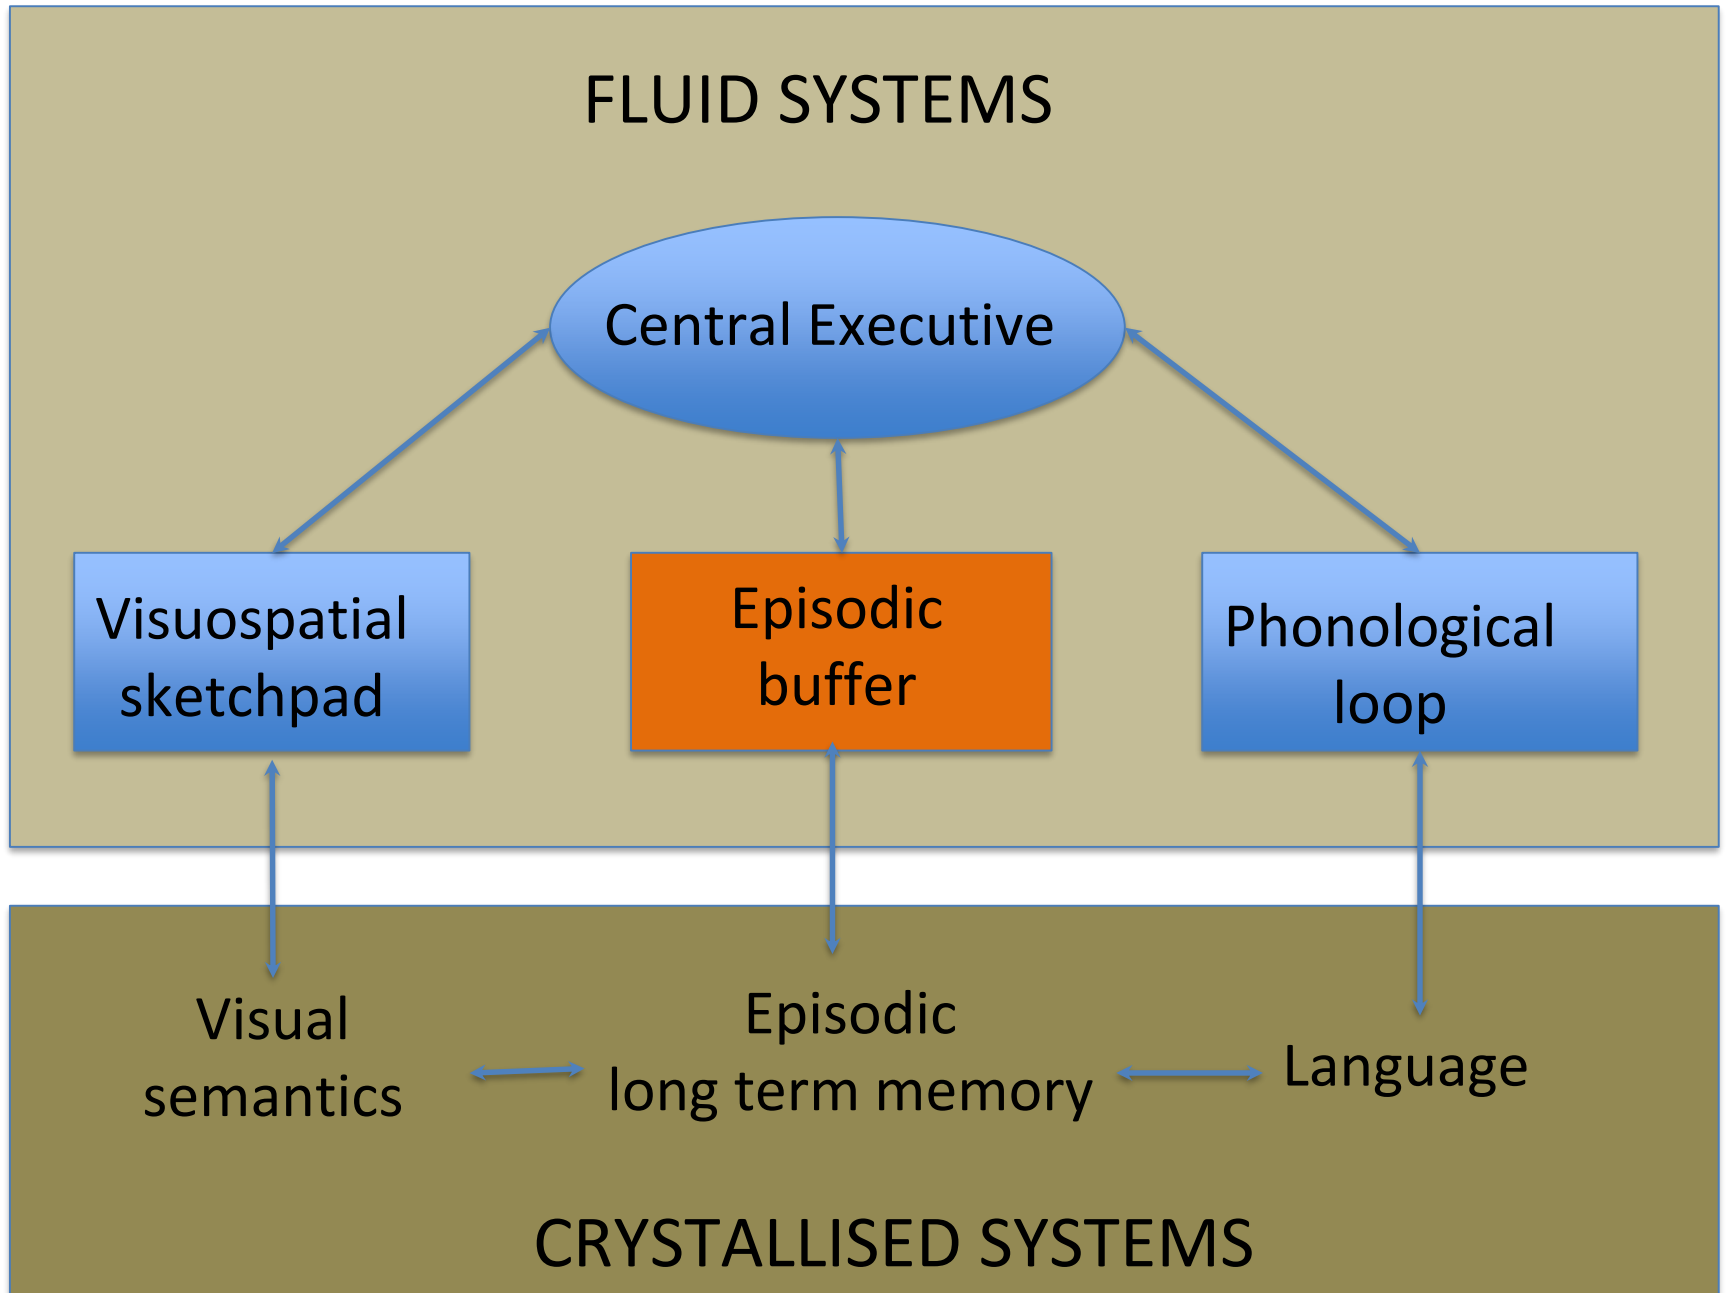 FLUID SYSTEMS
Central Executive
Visuospatial
sketchpad
Episodic
buffer
Phonological
loop
Visual
semantics
Episodic
long term memory
Language
CRYSTALLISED SYSTEMS